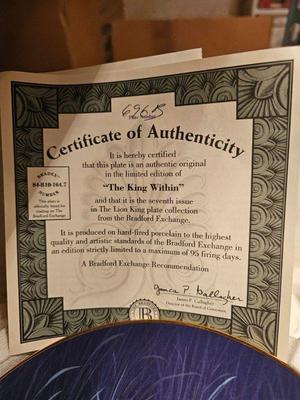 696B
Plate Number
Certificate of Authenticity
It is hereby certified
that this plate is an authentic original
in the limited edition of
"The King Within"
and that it is the seventh issue
in The Lion King plate collection
from the Bradford Exchange.
It is produced on hard-fired porcelain to the highest
quality and artistic standards of the Bradford Exchange in
an edition strictly limited to a maximum of 95 firing days.
A Bradford Exchange Recommendation
BRADEX-
84-B10-164.7
NUMBER
This plate is
officially listed for
trading on The
Bradford Exchange
James P. Gallagher
James P. Gallagher
Director of the Board of Governors
BRADFORD
B